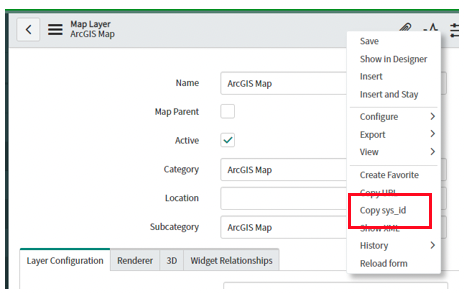 Map Layer
ArcGIS Map
Save
Show in Designer
Insert
Insert and Stay
Configure
Export
View
Create Favorite
Copy URL
Copy sys_id
Show XML
History
Reload form
Name
ArcGIS Map
Map Parent
Active
Category
ArcGIS Map
Location
Subcategory
ArcGIS Map
Layer Configuration Renderer 3D Widget Relationships